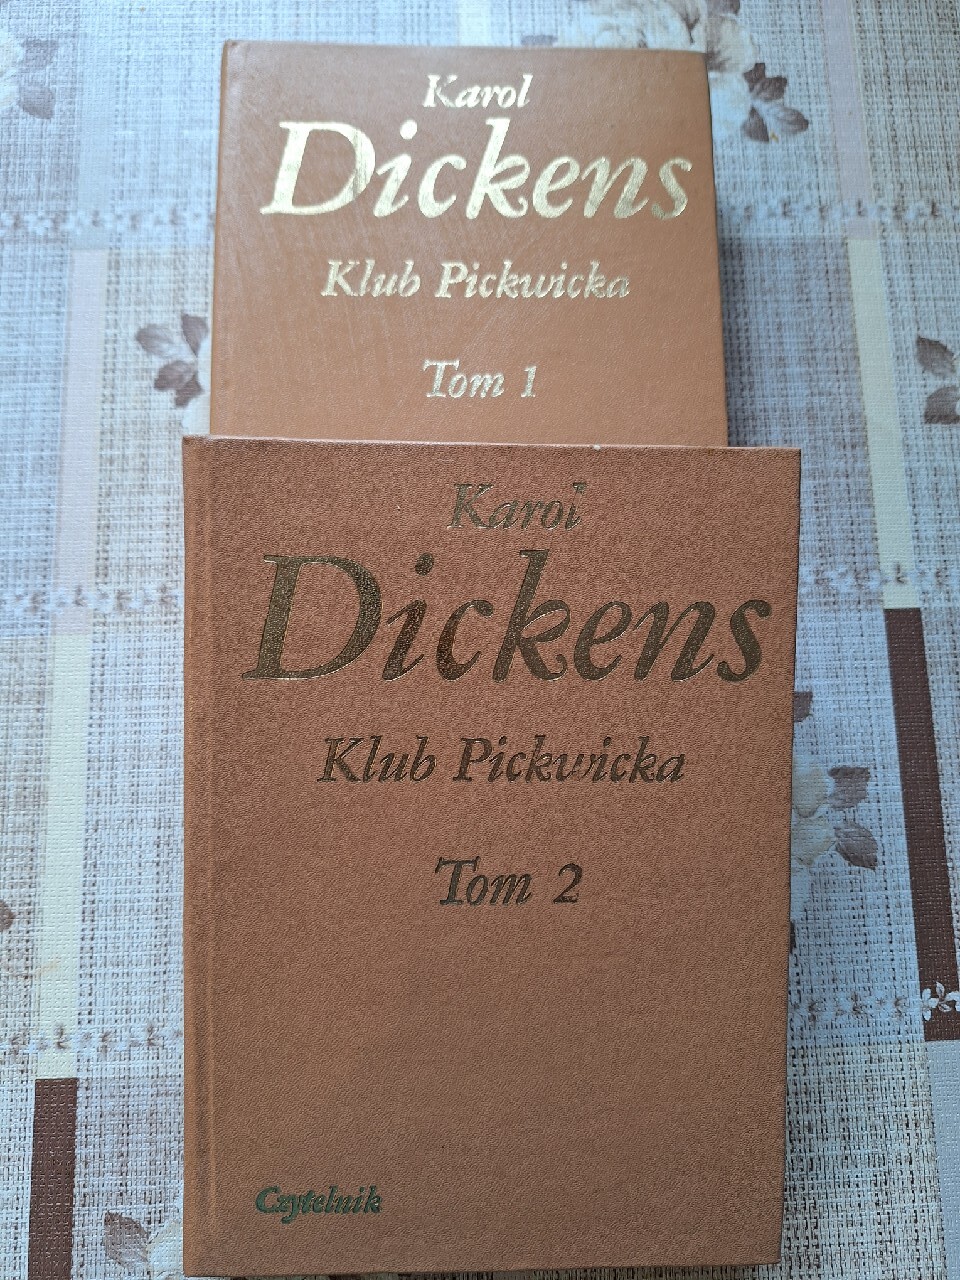 Karol
Dickens
Klub Pickwicka
Tom 1
Karol
Dickens
Klub Pickwicka
Tom 2
Czytelnik